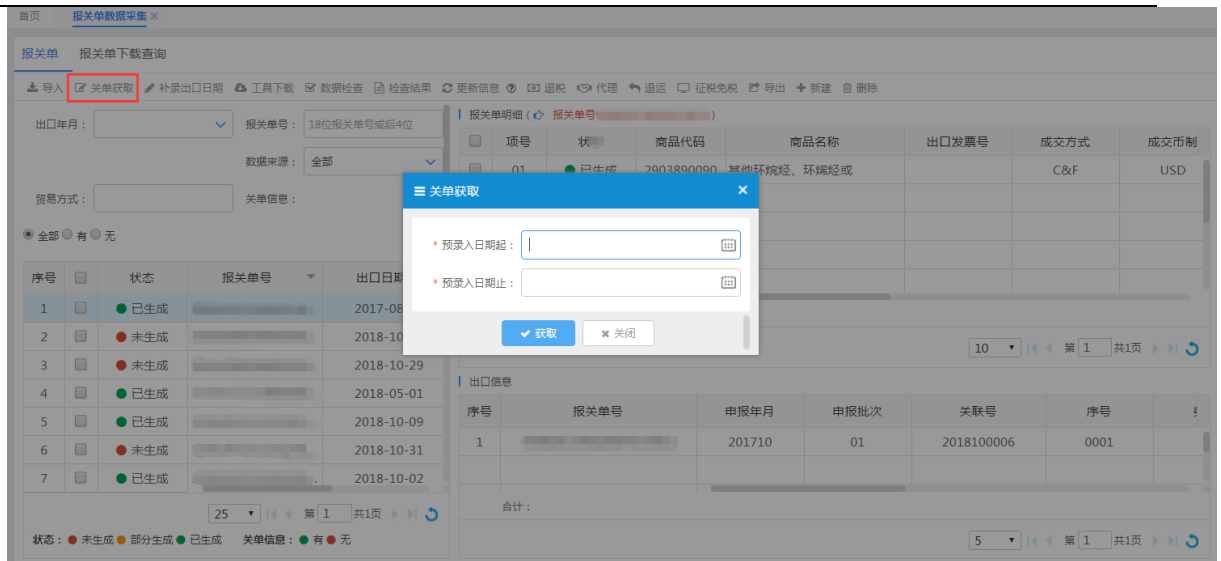 首页 报关单数据采集
报关单 报关单下载查询
导入 关单获取 补录出口日期 工具下载 数据检查 检查结果 更新信息 退税 代理 退运 征税免税 导出 新建 删除
出口年月： 报关单号： 18位报关单号或后4位
数据来源： 全部
贸易方式： 关单信息：
全部 有 无
序号 状态 报关单号 出口日期
1 已生成 2017-08
2 未生成 2018-10
3 未生成 2018-10-29
4 已生成 2018-05-01
5 已生成 2018-10-09
6 未生成 2018-10-31
7 已生成 2018-10-02
25 第 1 共1页
状态： 未生成 部分生成 已生成 关单信息： 有 无
报关单明细 ( 报关单号 )
项号 状 商品代码 商品名称 出口发票号 成交方式 成交币制
01 已生成 2903890090 其他环烷烃、环烯烃或 C&F USD
关单获取
* 预录入日期起：
* 预录入日期止：
获取 关闭
10 第 1 共1页
出口信息
序号 报关单号 申报年月 申报批次 关联号 序号
1 201710 01 2018100006 0001
合计：
5 第 1 共1页